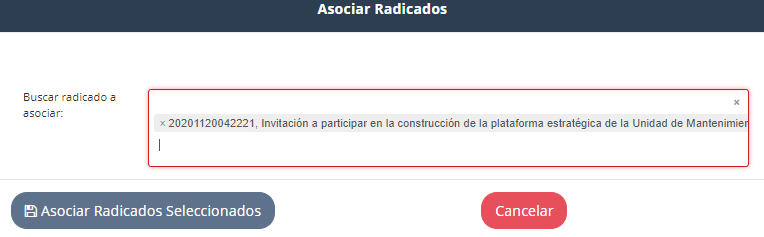 Asociar Radicados
Buscar radicado a
asociar:
×
× 20201120042221, Invitación a participar en la construcción de la plataforma estratégica de la Unidad de Mantenimier
Asociar Radicados Seleccionados
Cancelar